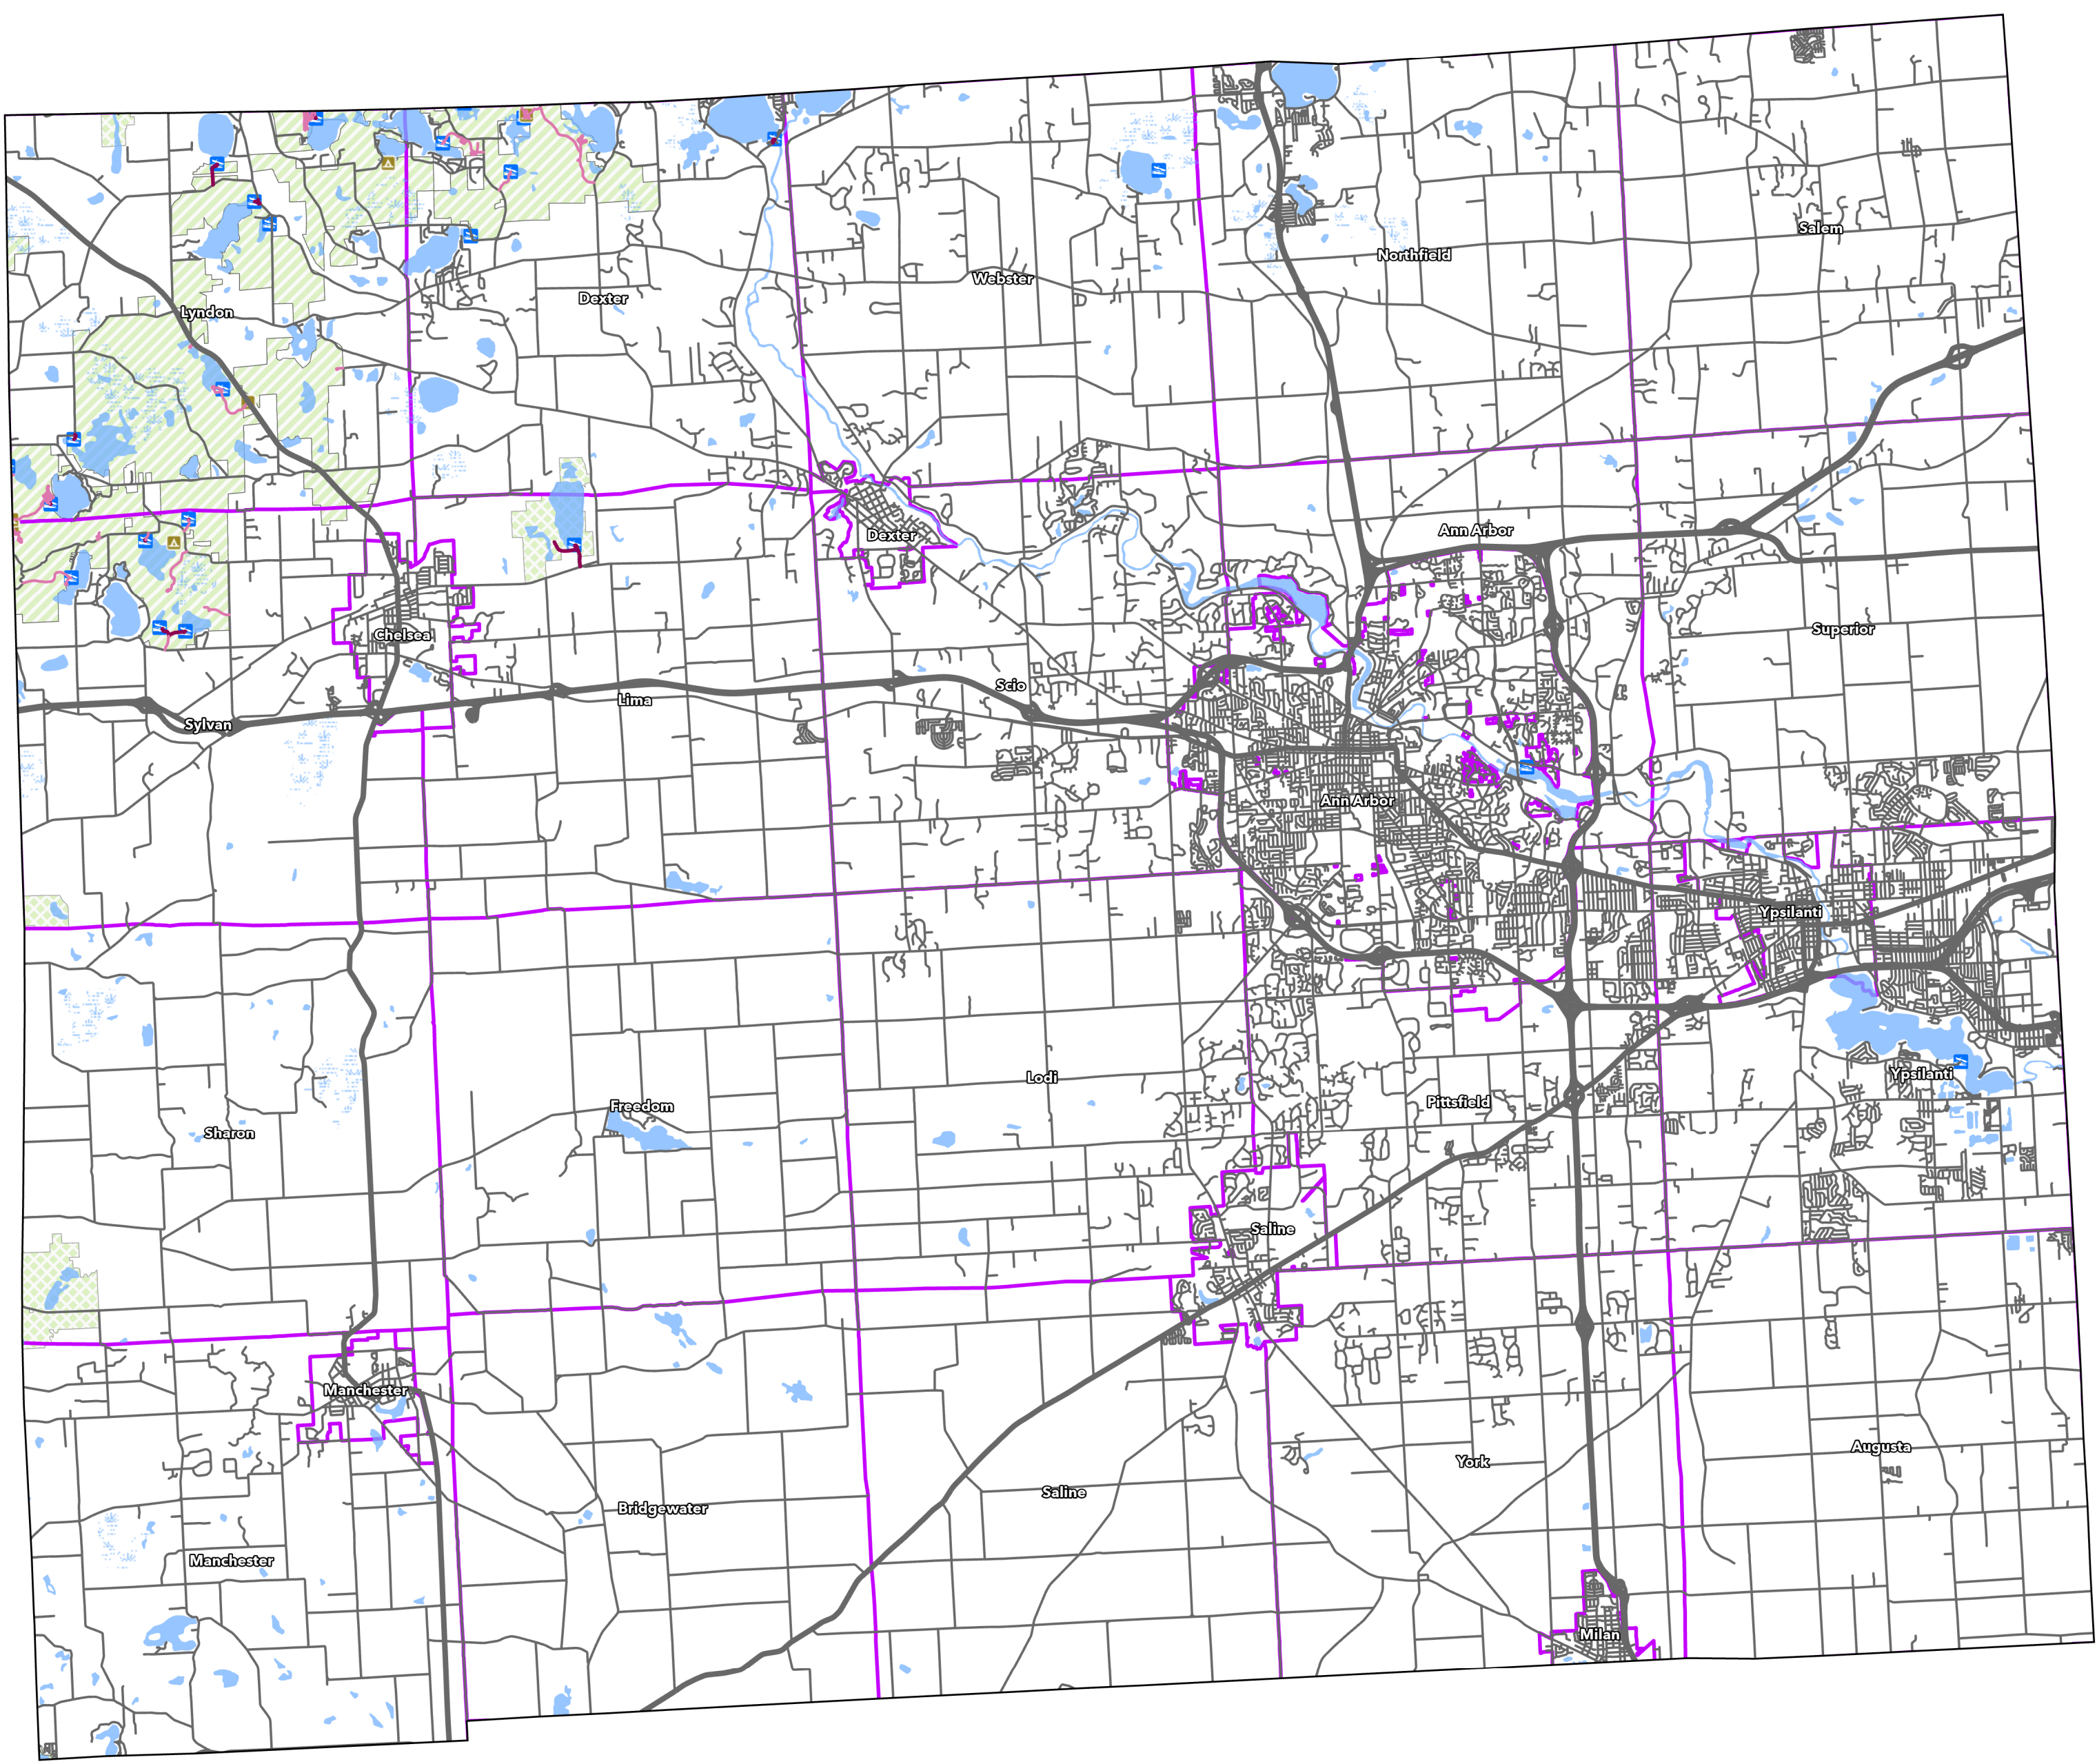 Salem
Northfield
Webster
Dexter
Lyndon
Ann Arbor
Dexter
Superior
Chelsea
Scio
Lima
Sylvan
Ann Arbor
Ypsilanti
Ypsilanti
Lodi
Pittsfield
Freedom
Sharon
Saline
Manchester
Augusta
York
Saline
Bridgewater
Manchester
Milan